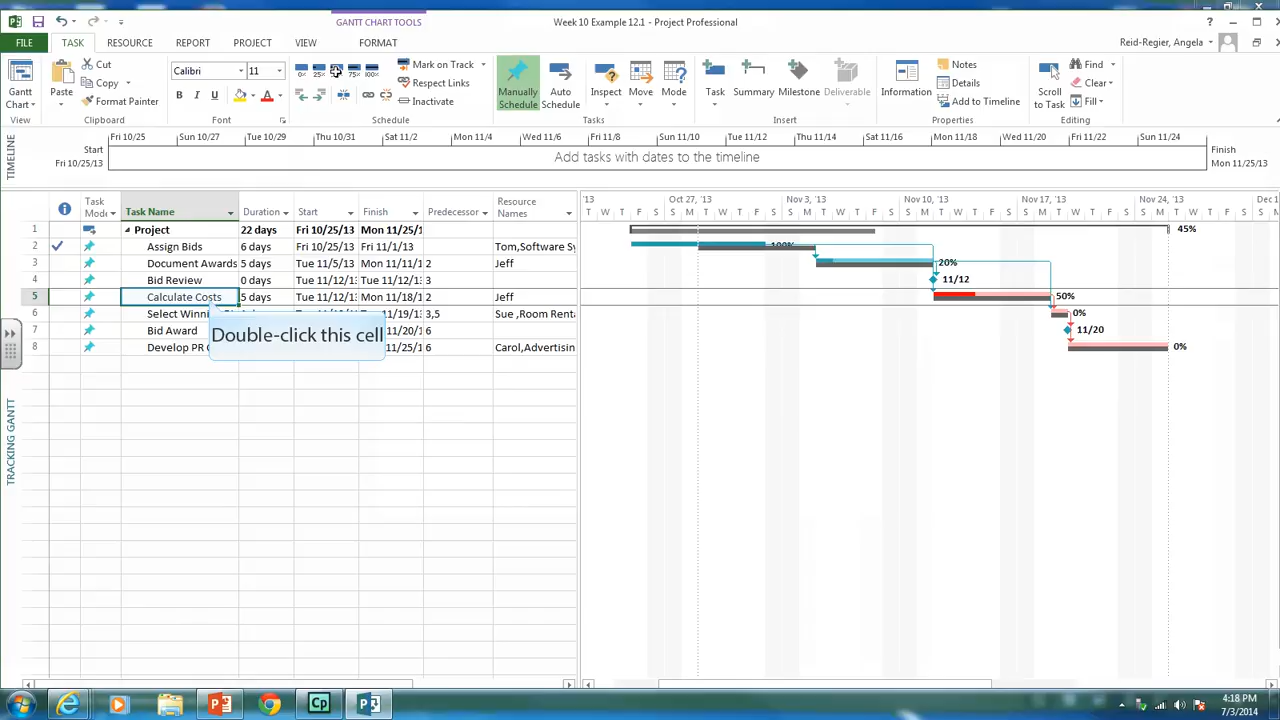 GANTT CHART TOOLS
Week 10 Example 12.1 - Project Professional
FILE TASK RESOURCE REPORT PROJECT VIEW FORMAT
Reid-Regier, Angela
Gantt Chart
View
Paste
Cut
Copy
Format Painter
Clipboard
Calibri 11
B I U A
Font
Mark on Track
Respect Links
Inactivate
Schedule
Manually Schedule
Auto Schedule
Inspect
Move
Mode
Tasks
Task
Summary
Milestone
Deliverable
Insert
Information
Notes
Details
Add to Timeline
Properties
Scroll to Task
Find
Clear
Fill
Editing
TIMELINE
Fri 10/25 Sun 10/27 Tue 10/29 Thu 10/31 Sat 11/2 Mon 11/4 Wed 11/6 Fri 11/8 Sun 11/10 Tue 11/12 Thu 11/14 Sat 11/16 Mon 11/18 Wed 11/20 Fri 11/22 Sun 11/24
Start
Fri 10/25/13
Add tasks with dates to the timeline
Finish
Mon 11/25/13
TRACKING GANTT
Task Mode Task Name Duration Start Finish Predecessor Resource Names
'13 Oct 27, '13 Nov 3, '13 Nov 10, '13 Nov 17, '13 Nov 24, '13 Dec 1
T W T F S S M T W T F S S M T W T F S S M T W T F S S M T W T F S S M T W T F S S
1 Project 22 days Fri 10/25/13 Mon 11/25/1 45%
2 Assign Bids 6 days Fri 10/25/13 Fri 11/1/13 Tom,Software Sy 100%
3 Document Awards 5 days Tue 11/5/13 Mon 11/11/1 2 Jeff 20%
4 Bid Review 0 days Tue 11/12/1 Tue 11/12/1 3 11/12
5 Calculate Costs 5 days Tue 11/12/1 Mon 11/18/1 2 Jeff 50%
6 Select Winni 11/19/1 3,5 Sue ,Room Renta 0%
7 Bid Award 11/20/1 6 11/20
8 Develop PR 11/25/1 6 Carol,Advertising 0%
Double-click this cell
4:18 PM
7/3/2014